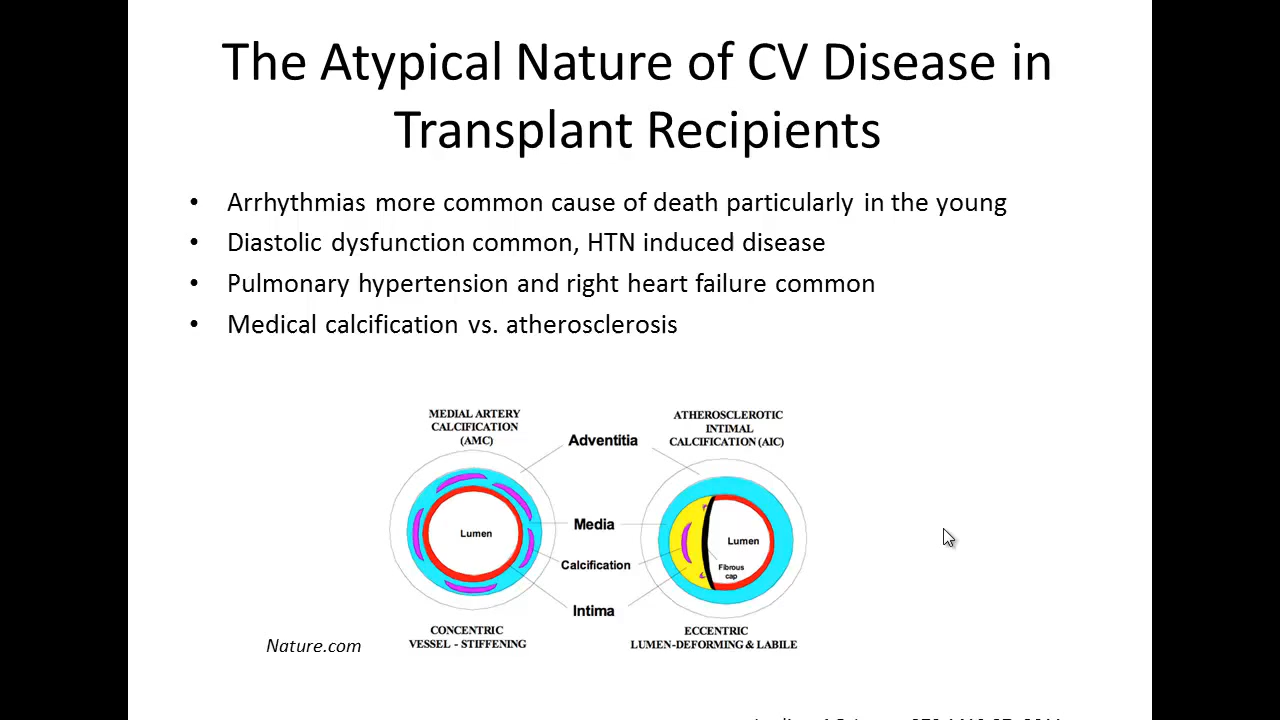 The Atypical Nature of CV Disease in
Transplant Recipients
• Arrhythmias more common cause of death particularly in the young
• Diastolic dysfunction common, HTN induced disease
• Pulmonary hypertension and right heart failure common
• Medical calcification vs. atherosclerosis
MEDIAL ARTERY
CALCIFICATION
(AMC)
Adventitia
ATHEROSCLEROTIC
INTIMAL
CALCIFICATION (AIC)
Lumen
Media
Lumen
Calcification
Fibrous
cap
Intima
CONCENTRIC
VESSEL - STIFFENING
ECCENTRIC
LUMEN-DEFORMING & LABILE
Nature.com